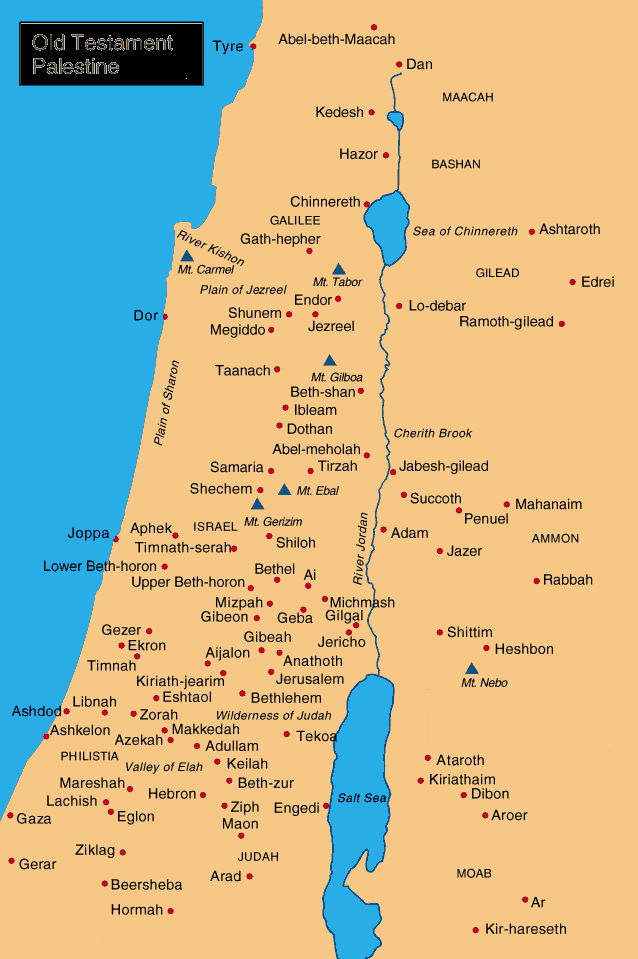 Old Testament
Palestine
Tyre
Abel-beth-Maacah
Dan
MAACAH
Kedesh
Hazor
BASHAN
Chinnereth
GALILEE
Sea of Chinnereth
Ashtaroth
River Kishon
Gath-hepher
Mt. Carmel
Mt. Tabor
GILEAD
Edrei
Plain of Jezreel
Endor
Lo-debar
Dor
Shunem
Jezreel
Ramoth-gilead
Megiddo
Mt. Gilboa
Taanach
Plain of Sharon
Beth-shan
Ibleam
Dothan
Cherith Brook
Abel-meholah
Samaria
Tirzah
Jabesh-gilead
Shechem
Mt. Ebal
Succoth
Mahanaim
Mt. Gerizim
Penuel
Joppa
Aphek
ISRAEL
Adam
AMMON
Timnath-serah
Shiloh
River Jordan
Jazer
Lower Beth-horon
Bethel
Ai
Rabbah
Upper Beth-horon
Mizpah
Michmash
Gibeon
Geba
Gilgal
Gezer
Gibeah
Jericho
Shittim
Ekron
Aijalon
Anathoth
Heshbon
Timnah
Kiriath-jearim
Jerusalem
Mt. Nebo
Eshtaol
Bethlehem
Libnah
Ashdod
Zorah
Wilderness of Judah
Ashkelon
Makkedah
Tekoa
Azekah
Adullam
PHILISTIA
Valley of Elah
Keilah
Ataroth
Mareshah
Beth-zur
Kiriathaim
Lachish
Hebron
Salt Sea
Dibon
Eglon
Ziph
Engedi
Aroer
Gaza
Maon
Ziklag
JUDAH
Gerar
Arad
MOAB
Beersheba
Ar
Hormah
Kir-hareseth